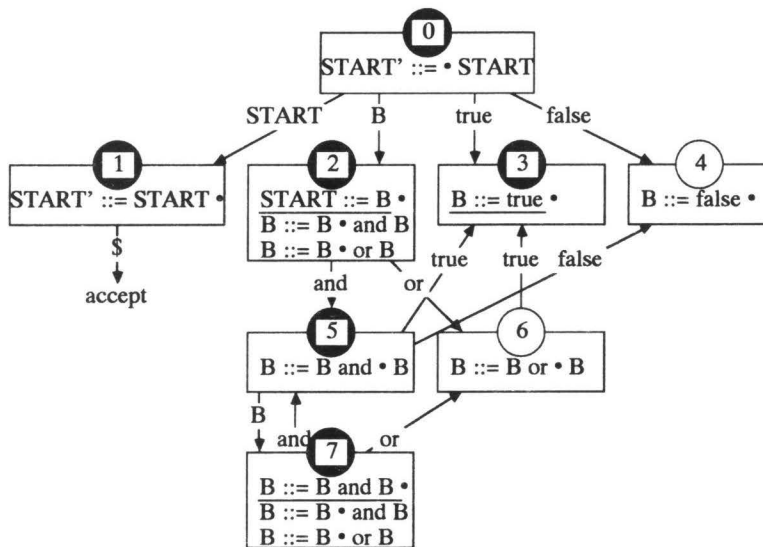 0
START' ::= • START
START B true false
1 2 3 4
START' ::= START •
START ::= B •
B ::= B • and B
B ::= B • or B
B ::= true •
B ::= false •
$
accept
and or true true false
5 6
B ::= B and • B
B ::= B or • B
B and or
7
B ::= B and B •
B ::= B • and B
B ::= B • or B